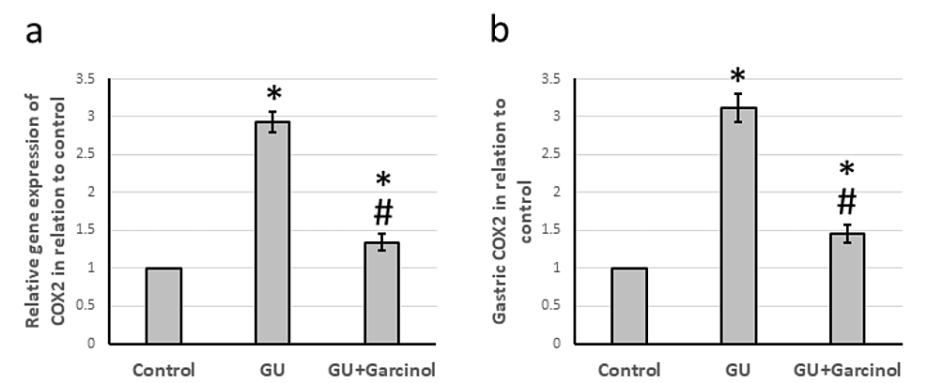 a
Relative gene expression of
COX2 in relation to control
3.5
3
2.5
2
1.5
1
0.5
0
*
*
#
Control GU GU+Garcinol
b
Gastric COX2 in relation to
control
3.5
3
2.5
2
1.5
1
0.5
0
*
*
#
Control GU GU+Garcinol